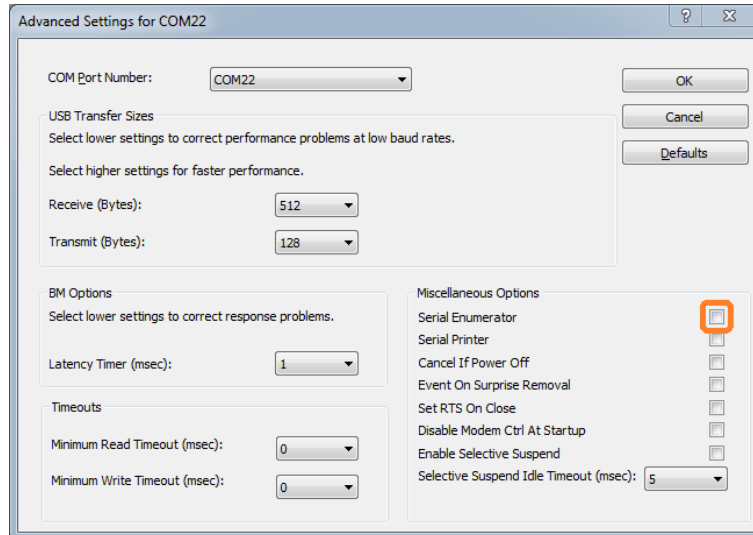 Advanced Settings for COM22
COM Port Number:
COM22
OK
USB Transfer Sizes
Cancel
Select lower settings to correct performance problems at low baud rates.
Defaults
Select higher settings for faster performance.
Receive (Bytes):
512
Transmit (Bytes):
128
BM Options
Select lower settings to correct response problems.
Latency Timer (msec):
1
Timeouts
Minimum Read Timeout (msec):
0
Minimum Write Timeout (msec):
0
Miscellaneous Options
Serial Enumerator
Serial Printer
Cancel If Power Off
Event On Surprise Removal
Set RTS On Close
Disable Modem Ctrl At Startup
Enable Selective Suspend
Selective Suspend Idle Timeout (msec):
5